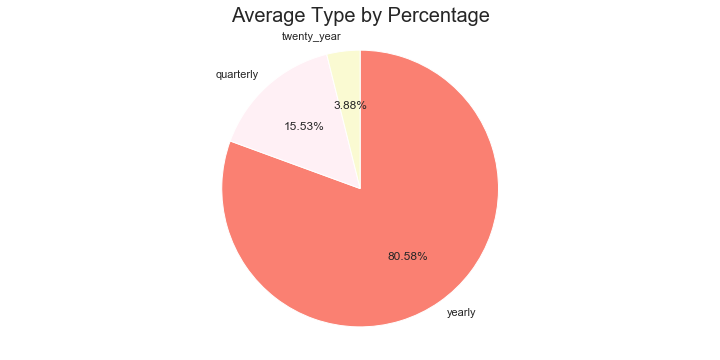 Average Type by Percentage
twenty_year
quarterly
3.88%
15.53%
80.58%
yearly